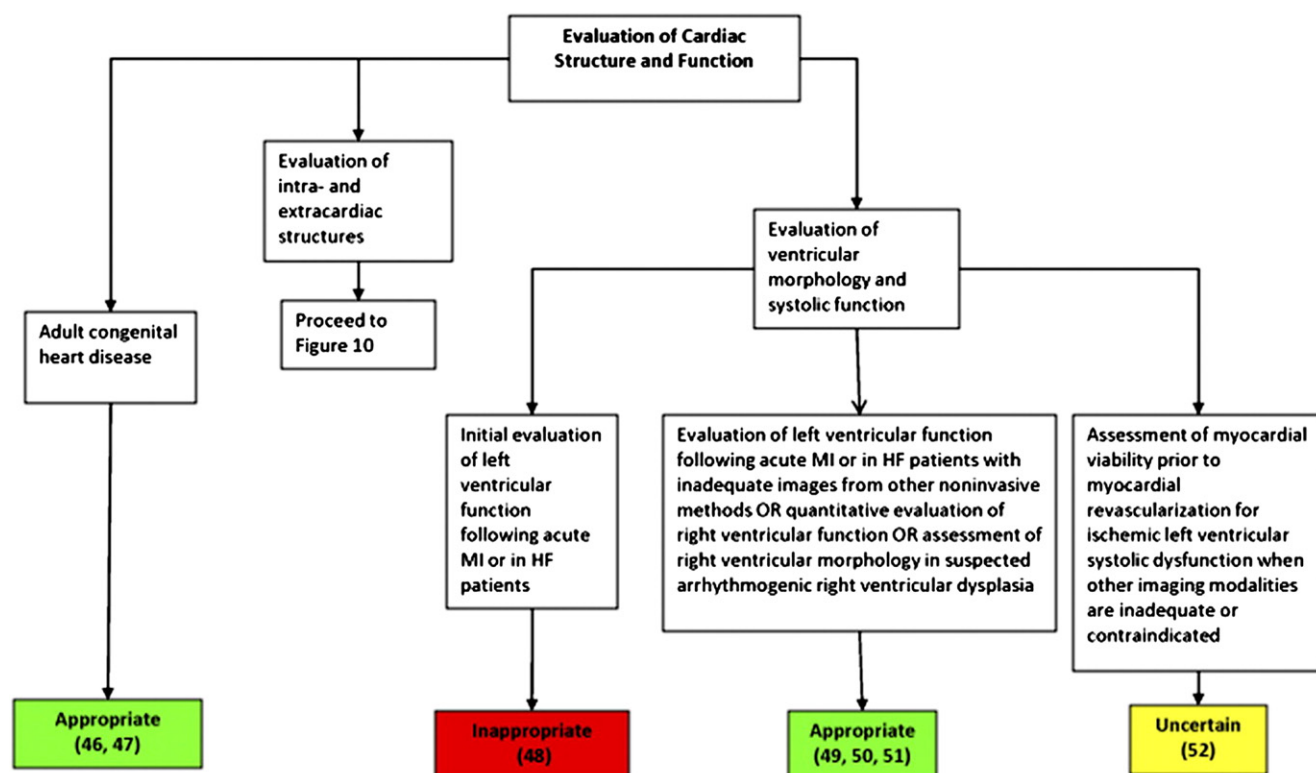 Evaluation of Cardiac
Structure and Function
Evaluation of
intra- and
extracardiac
structures
Proceed to
Figure 10
Adult congenital
heart disease
Evaluation of
ventricular
morphology and
systolic function
Initial evaluation
of left
ventricular
function
following acute
MI or in HF
patients
Evaluation of left ventricular function
following acute MI or in HF patients with
inadequate images from other noninvasive
methods OR quantitative evaluation of
right ventricular function OR assessment of
right ventricular morphology in suspected
arrhythmogenic right ventricular dysplasia
Assessment of myocardial
viability prior to
myocardial
revascularization for
ischemic left ventricular
systolic dysfunction when
other imaging modalities
are inadequate or
contraindicated
Appropriate
(46, 47)
Inappropriate
(48)
Appropriate
(49, 50, 51)
Uncertain
(52)